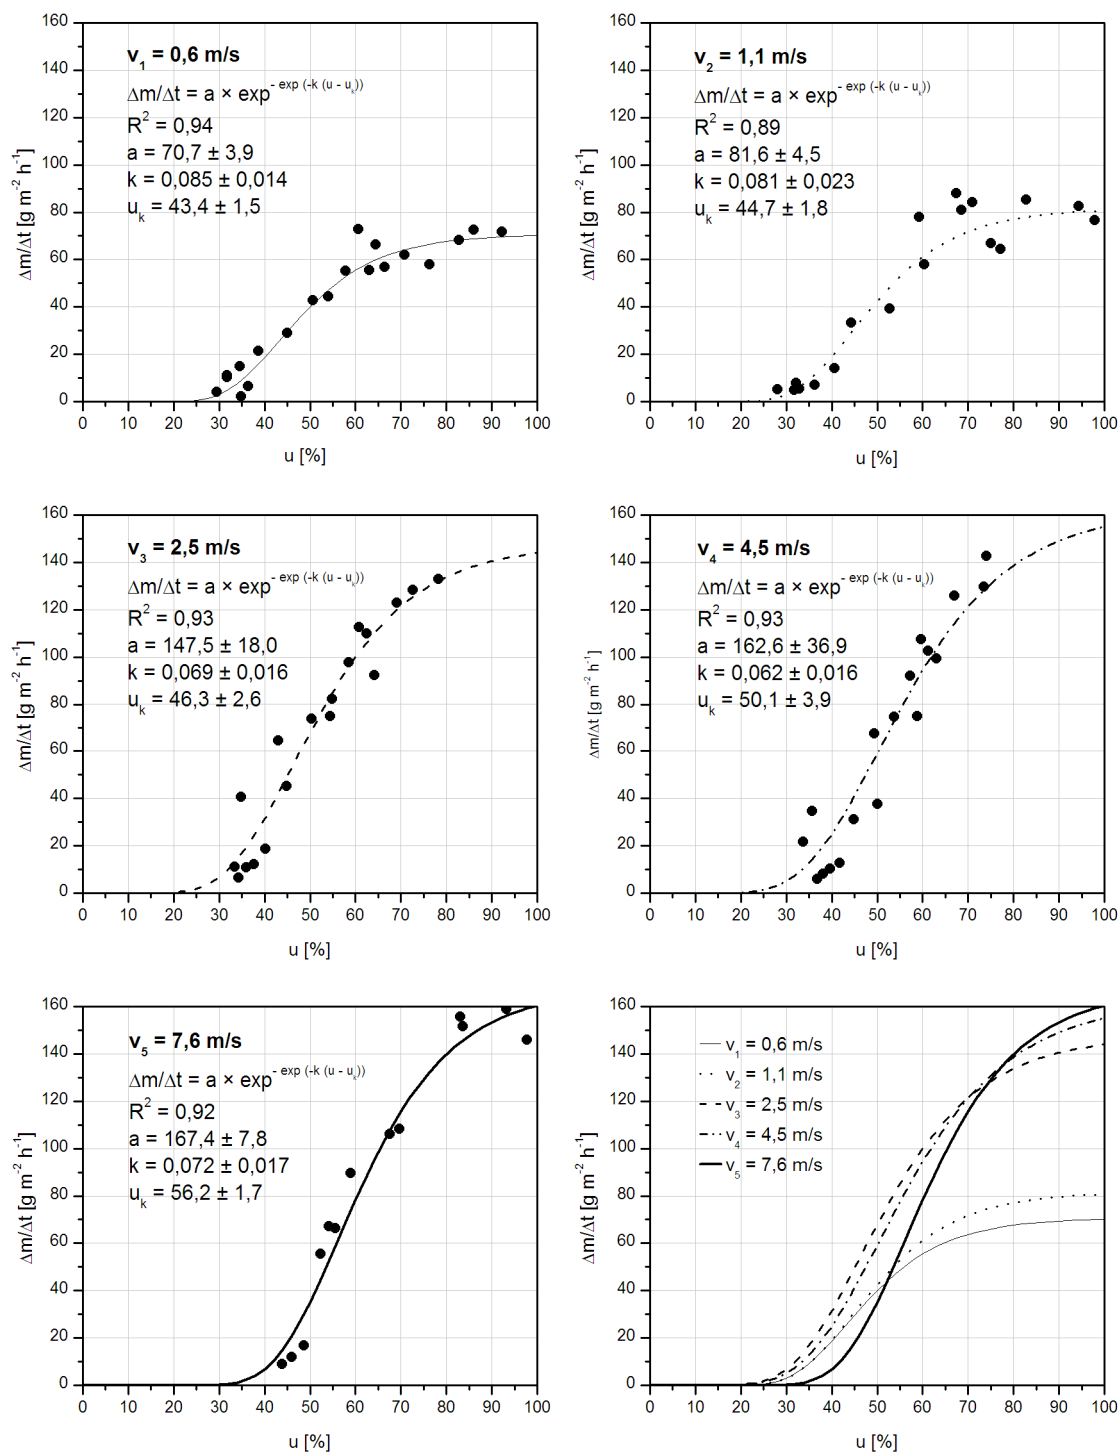 v₁ = 0,6 m/s
Δm/Δt = a × exp^(- exp (-k (u - u_k)))
R² = 0,94
a = 70,7 ± 3,9
k = 0,085 ± 0,014
u_k = 43,4 ± 1,5
Δm/Δt [g m⁻² h⁻¹]
160
140
120
100
80
60
40
20
0
0 10 20 30 40 50 60 70 80 90 100
u [%]
v₂ = 1,1 m/s
Δm/Δt = a × exp^(- exp (-k (u - u_k)))
R² = 0,89
a = 81,6 ± 4,5
k = 0,081 ± 0,023
u_k = 44,7 ± 1,8
Δm/Δt [g m⁻² h⁻¹]
160
140
120
100
80
60
40
20
0
0 10 20 30 40 50 60 70 80 90 100
u [%]
v₃ = 2,5 m/s
Δm/Δt = a × exp^(- exp (-k (u - u_k)))
R² = 0,93
a = 147,5 ± 18,0
k = 0,069 ± 0,016
u_k = 46,3 ± 2,6
Δm/Δt [g m⁻² h⁻¹]
160
140
120
100
80
60
40
20
0
0 10 20 30 40 50 60 70 80 90 100
u [%]
v₄ = 4,5 m/s
Δm/Δt = a × exp^(- exp (-k (u - u_k)))
R² = 0,93
a = 162,6 ± 36,9
k = 0,062 ± 0,016
u_k = 50,1 ± 3,9
Δm/Δt [g m⁻² h⁻¹]
160
140
120
100
80
60
40
20
0
0 10 20 30 40 50 60 70 80 90 100
u [%]
v₅ = 7,6 m/s
Δm/Δt = a × exp^(- exp (-k (u - u_k)))
R² = 0,92
a = 167,4 ± 7,8
k = 0,072 ± 0,017
u_k = 56,2 ± 1,7
Δm/Δt [g m⁻² h⁻¹]
160
140
120
100
80
60
40
20
0
0 10 20 30 40 50 60 70 80 90 100
u [%]
v₁ = 0,6 m/s
v₂ = 1,1 m/s
v₃ = 2,5 m/s
v₄ = 4,5 m/s
v₅ = 7,6 m/s
Δm/Δt [g m⁻² h⁻¹]
160
140
120
100
80
60
40
20
0
0 10 20 30 40 50 60 70 80 90 100
u [%]